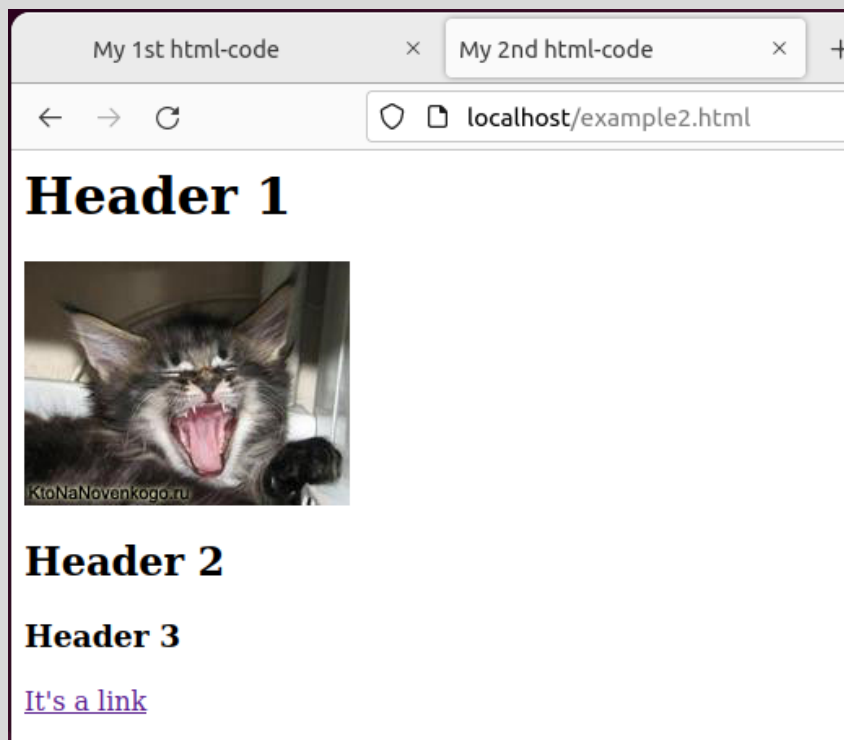 My 1st html-code
My 2nd html-code
localhost/example2.html
Header 1
KtoNaNovenkogo.ru
Header 2
Header 3
It's a link